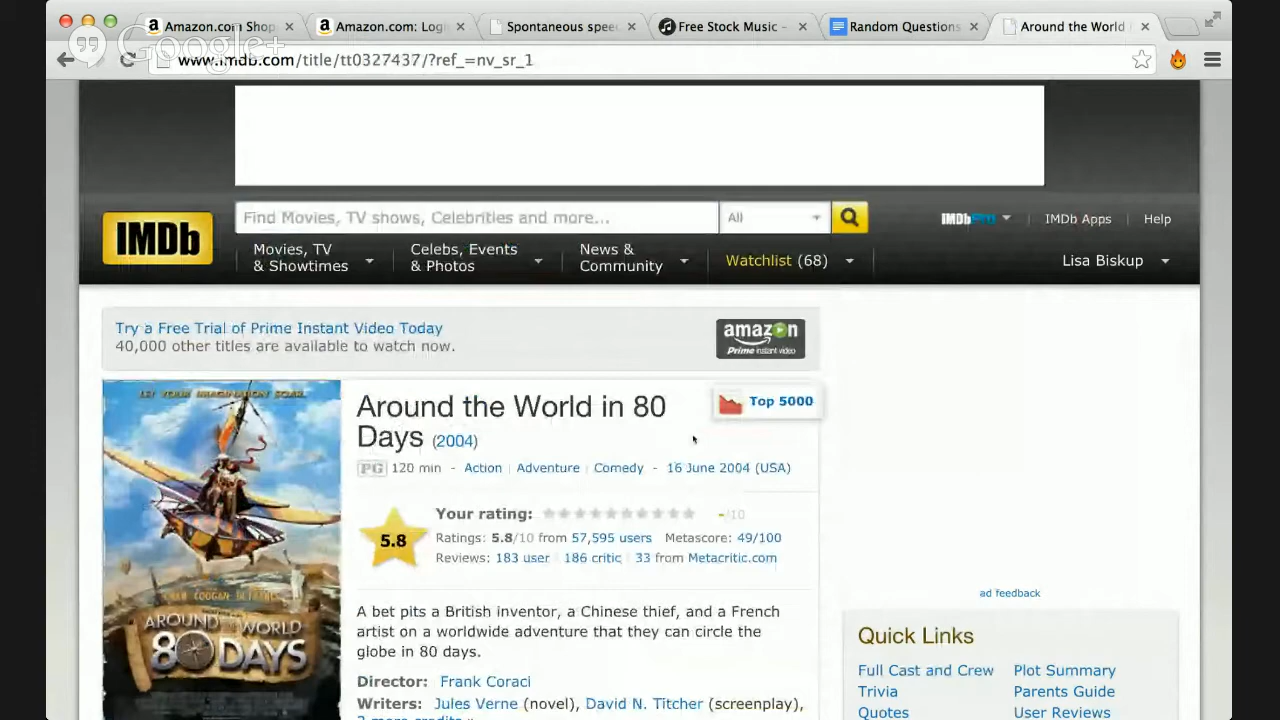 Amazon.com Shop
Amazon.com: Logi
Spontaneous spee
Free Stock Music -
Random Questions
Around the World
Google+
www.imdb.com/title/tt0327437/?ref_=nv_sr_1
IMDb
Find Movies, TV shows, Celebrities and more...
All
IMDbPro
IMDb Apps
Help
Movies, TV
& Showtimes
Celebs, Events
& Photos
News &
Community
Watchlist (68)
Lisa Biskup
Try a Free Trial of Prime Instant Video Today
40,000 other titles are available to watch now.
amazon
Prime instant video
LET YOUR IMAGINATION SOAR.
AROUND THE WORLD
80 DAYS
Around the World in 80
Days (2004)
Top 5000
PG 120 min - Action | Adventure | Comedy - 16 June 2004 (USA)
5.8
Your rating: -/10
Ratings: 5.8/10 from 57,595 users Metascore: 49/100
Reviews: 183 user | 186 critic | 33 from Metacritic.com
A bet pits a British inventor, a Chinese thief, and a French
artist on a worldwide adventure that they can circle the
globe in 80 days.
Director: Frank Coraci
Writers: Jules Verne (novel), David N. Titcher (screenplay),
ad feedback
Quick Links
Full Cast and Crew
Plot Summary
Trivia
Parents Guide
Quotes
User Reviews